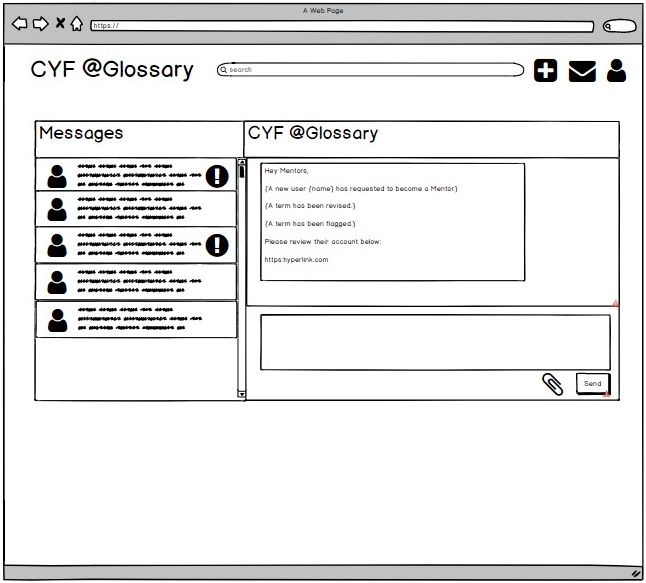 A Web Page
https://
CYF @Glossary
search
Messages
CYF @Glossary
Hey Mentors,
{A new user {name} has requested to become a Mentor.}
{A term has been revised.}
{A term has been flagged.}
Please review their account below:
https:hyperlink.com
Send